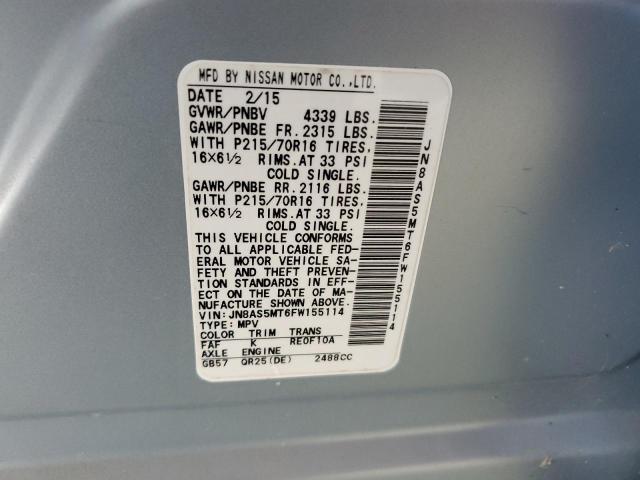 MFD BY NISSAN MOTOR CO.,LTD.
DATE 2/15
GVWR/PNBV 4339 LBS.
GAWR/PNBE FR. 2315 LBS.
WITH P215/70R16 TIRES,
16X6½ RIMS. AT 33 PSI
COLD SINGLE.
GAWR/PNBE RR. 2116 LBS.
WITH P215/70R16 TIRES,
16X6½ RIMS. AT 33 PSI
COLD SINGLE.
THIS VEHICLE CONFORMS
TO ALL APPLICABLE FED-
ERAL MOTOR VEHICLE SA-
FETY AND THEFT PREVEN-
TION STANDARDS IN EFF-
ECT ON THE DATE OF MA-
NUFACTURE SHOWN ABOVE.
VIN: JN8AS5MT6FW155114
TYPE: MPV
COLOR TRIM TRANS
FAF K RE0F10A
AXLE ENGINE
GB57 QR25(DE) 2488CC
JN8AS5MT6FW155114